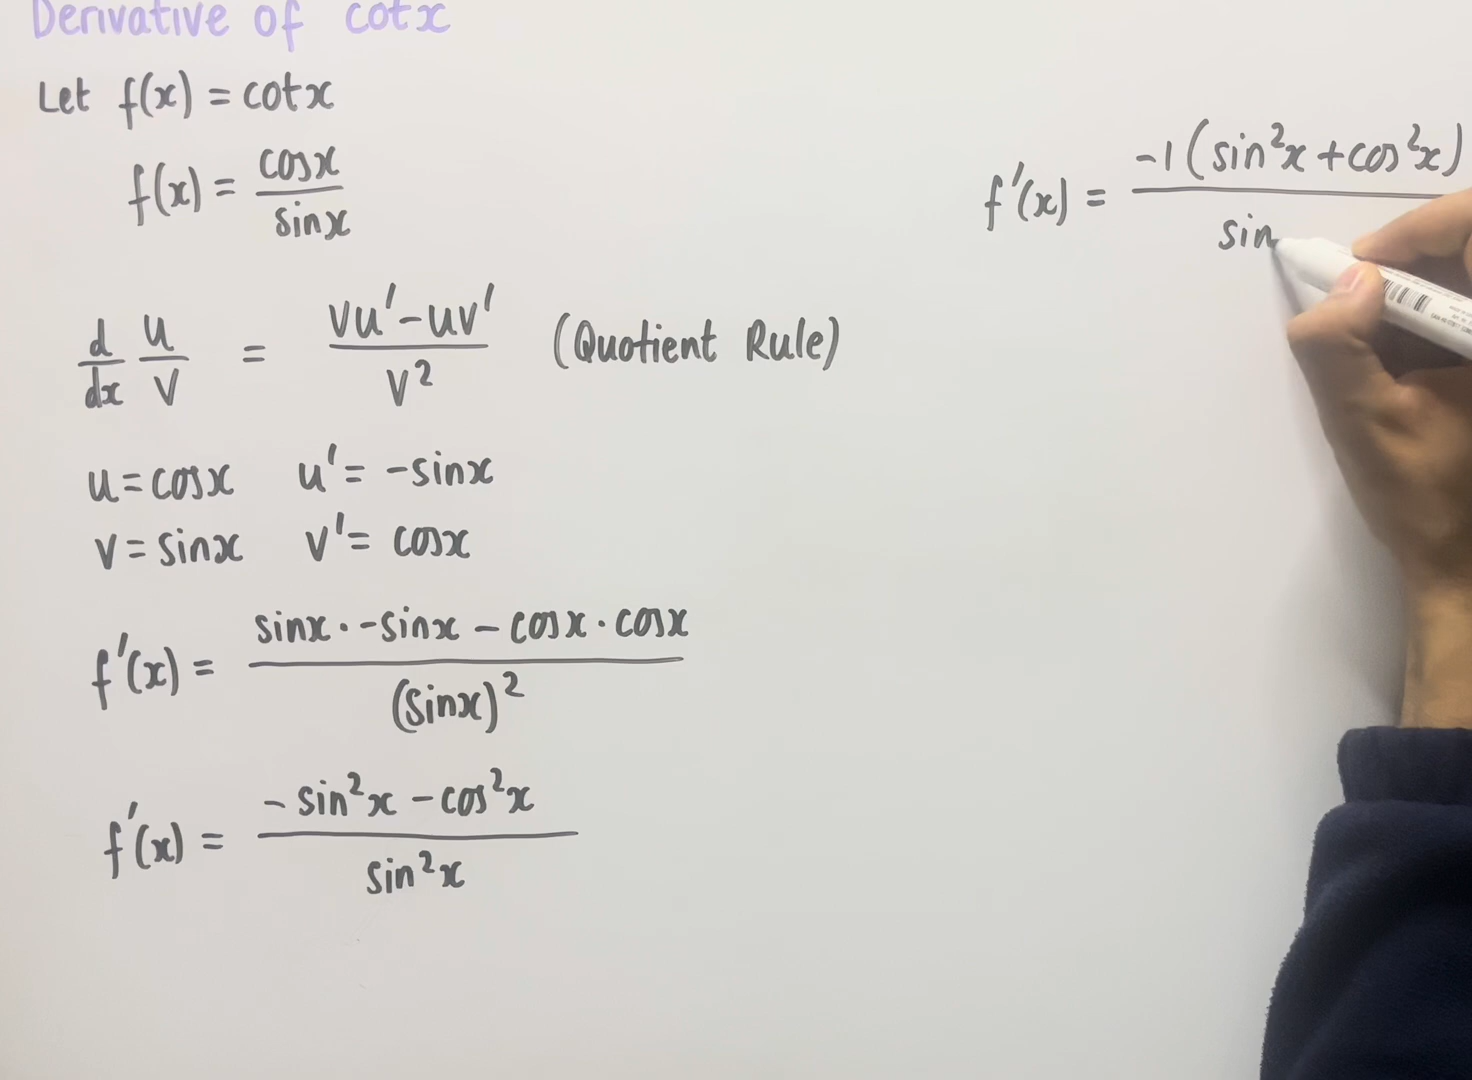 Derivative of cotx
Let f(x) = cotx
f(x) = cosx / sinx
d/dx u/v = vu' - uv' / v² (Quotient Rule)
u = cosx u' = -sinx
v = sinx v' = cosx
f'(x) = sinx · -sinx - cosx · cosx / (sinx)²
f'(x) = - sin²x - cos²x / sin²x
f'(x) = -1 (sin²x + cos²x) / sin